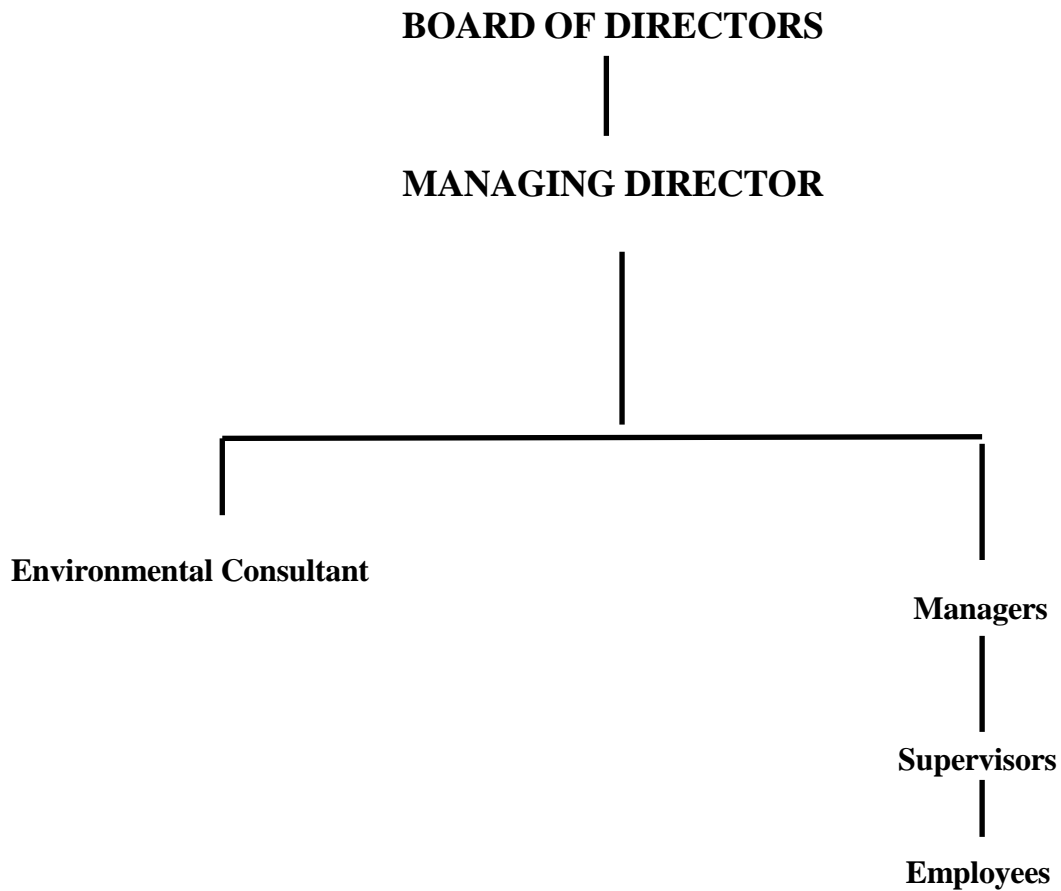 BOARD OF DIRECTORS
MANAGING DIRECTOR
Environmental Consultant
Managers
Supervisors
Employees